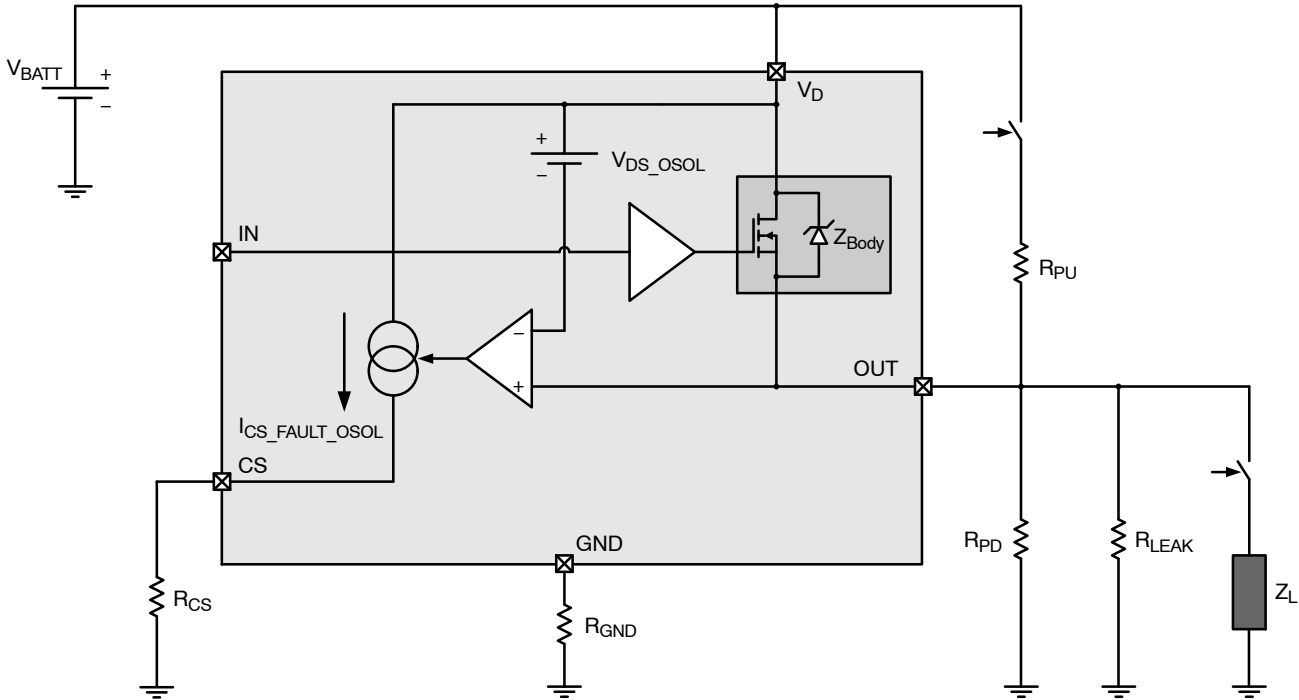 V_BATT
+
−
V_D
+
−
V_DS_OSOL
IN
Z_Body
R_PU
−
+
OUT
I_CS_FAULT_OSOL
CS
GND
R_PD
R_LEAK
R_CS
R_GND
Z_L